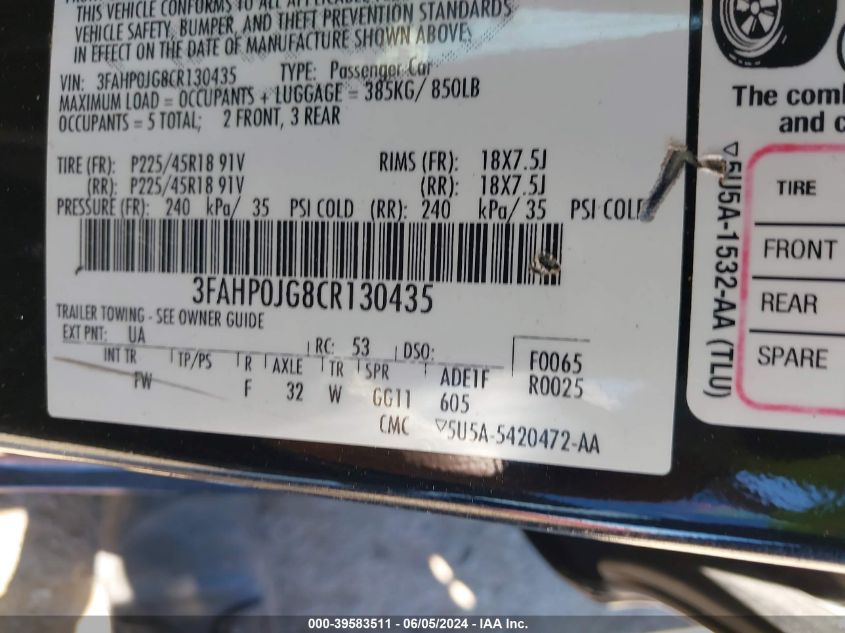 THIS VEHICLE CONFORMS TO ALL APPLICABLE
VEHICLE SAFETY, BUMPER, AND THEFT PREVENTION STANDARDS
IN EFFECT ON THE DATE OF MANUFACTURE SHOWN ABOVE.
VIN: 3FAHP0JG8CR130435 TYPE: Passenger Car
MAXIMUM LOAD = OCCUPANTS + LUGGAGE = 385KG/ 850LB
OCCUPANTS = 5 TOTAL; 2 FRONT, 3 REAR
TIRE (FR): P225/45R18 91V RIMS (FR): 18X7.5J
(RR): P225/45R18 91V (RR): 18X7.5J
PRESSURE (FR): 240 kPa/ 35 PSI COLD (RR): 240 kPa/ 35 PSI COLD
3FAHP0JG8CR130435
TRAILER TOWING - SEE OWNER GUIDE
EXT PNT: UA RC: 53 DSO:
INT TR TP/PS R AXLE TR SPR ADE1F F0065
FW F 32 W GG11 605 R0025
CMC ▽5U5A-5420472-AA
▽5U5A-1532-AA (TLU)
The comb
and c
TIRE
FRONT
REAR
SPARE
000-39583511 - 06/05/2024 - IAA Inc.